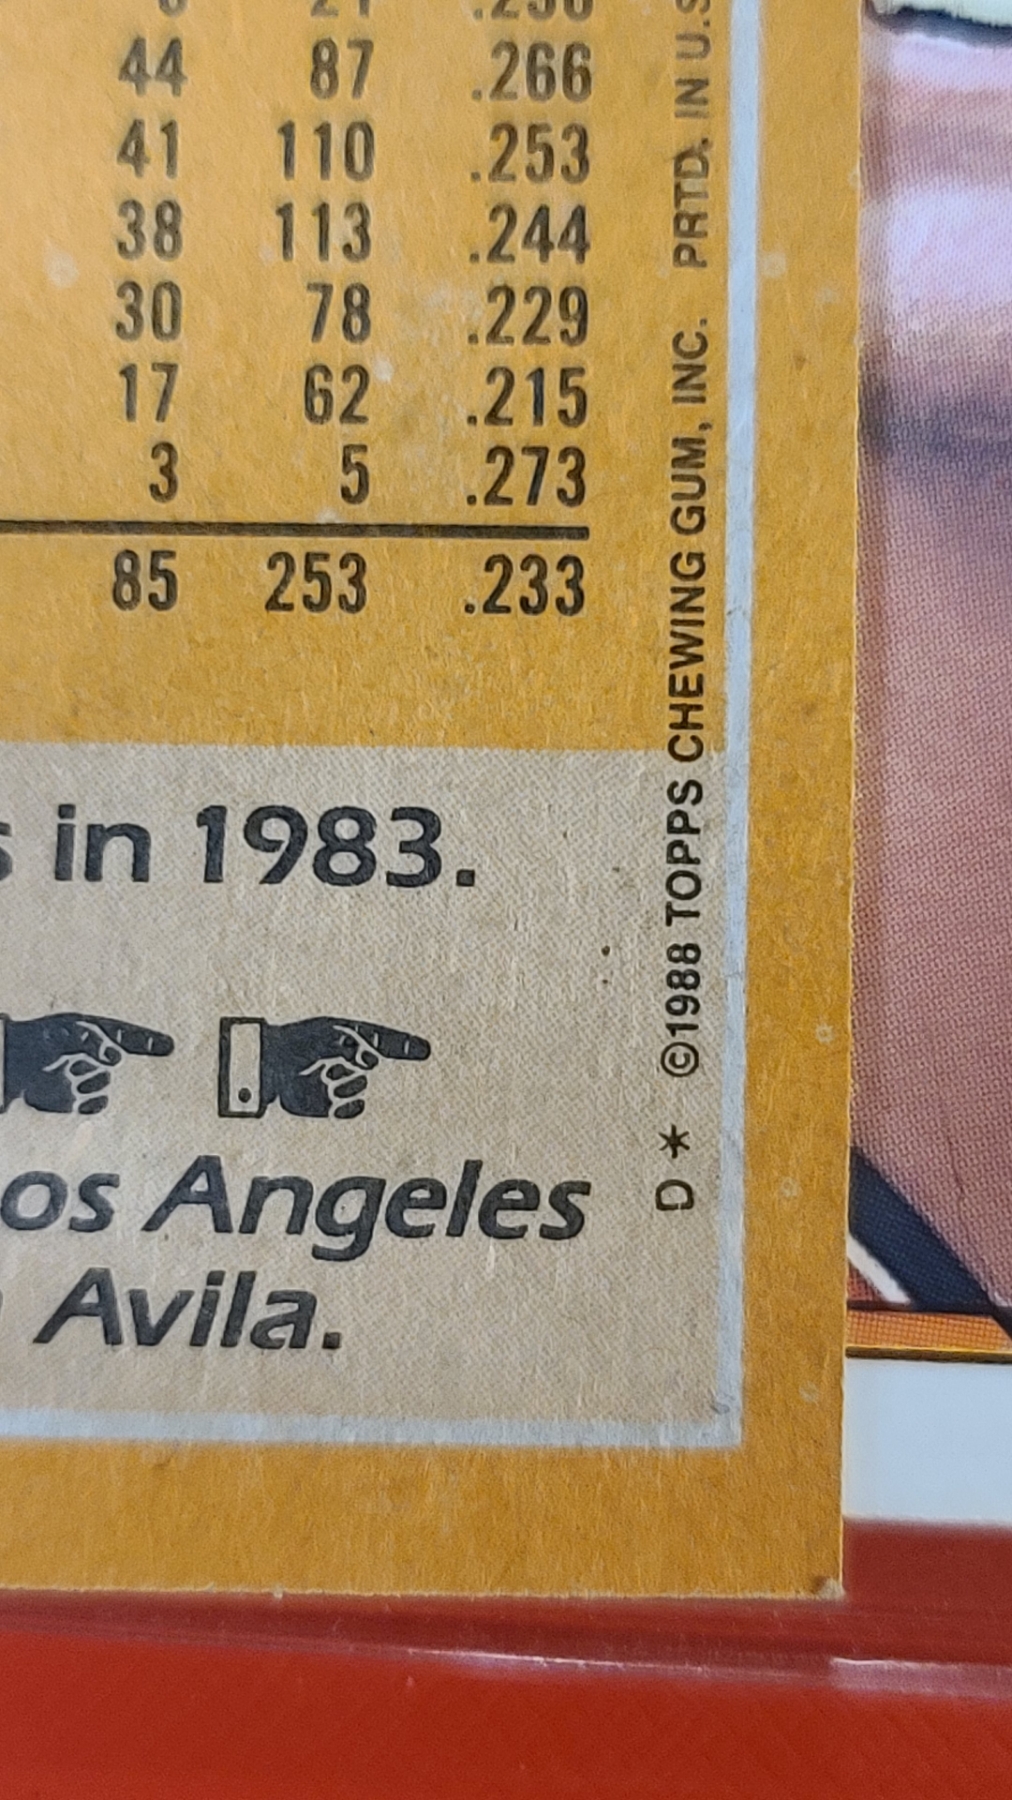 44 87 .266
41 110 .253
38 113 .244
30 78 .229
17 62 .215
3 5 .273
85 253 .233
in 1983.
Angeles
Avila.
D * ©1988 TOPPS CHEWING GUM, INC. PRTD. IN U.S